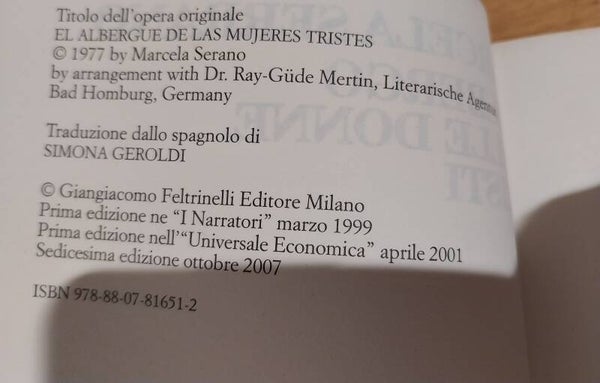 Titolo dell'opera originale
EL ALBERGUE DE LAS MUJERES TRISTES
© 1977 by Marcela Serano
by arrangement with Dr. Ray-Güde Mertin, Literarische Agentur
Bad Homburg, Germany
Traduzione dallo spagnolo di
SIMONA GEROLDI
© Giangiacomo Feltrinelli Editore Milano
Prima edizione ne “I Narratori” marzo 1999
Prima edizione nell'“Universale Economica” aprile 2001
Sedicesima edizione ottobre 2007
ISBN 978-88-07-81651-2